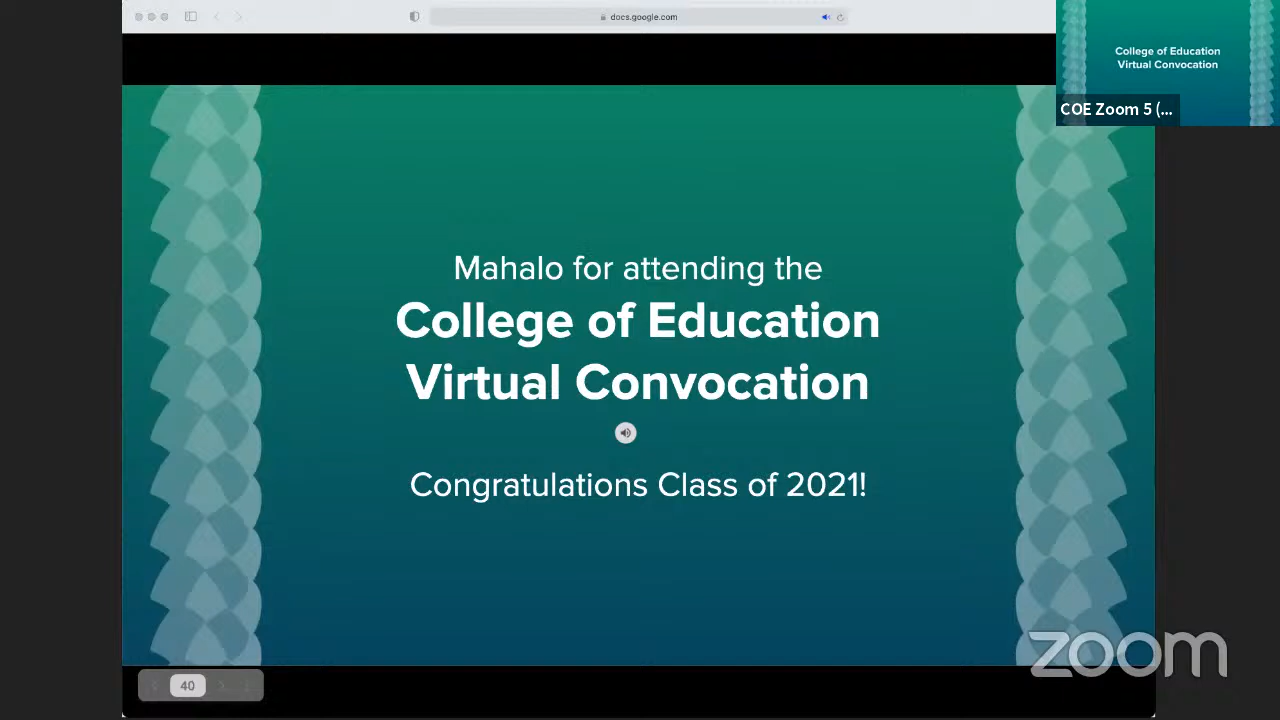 docs.google.com
College of Education
Virtual Convocation
COE Zoom 5 (...
Mahalo for attending the
College of Education
Virtual Convocation
Congratulations Class of 2021!
zoom
40